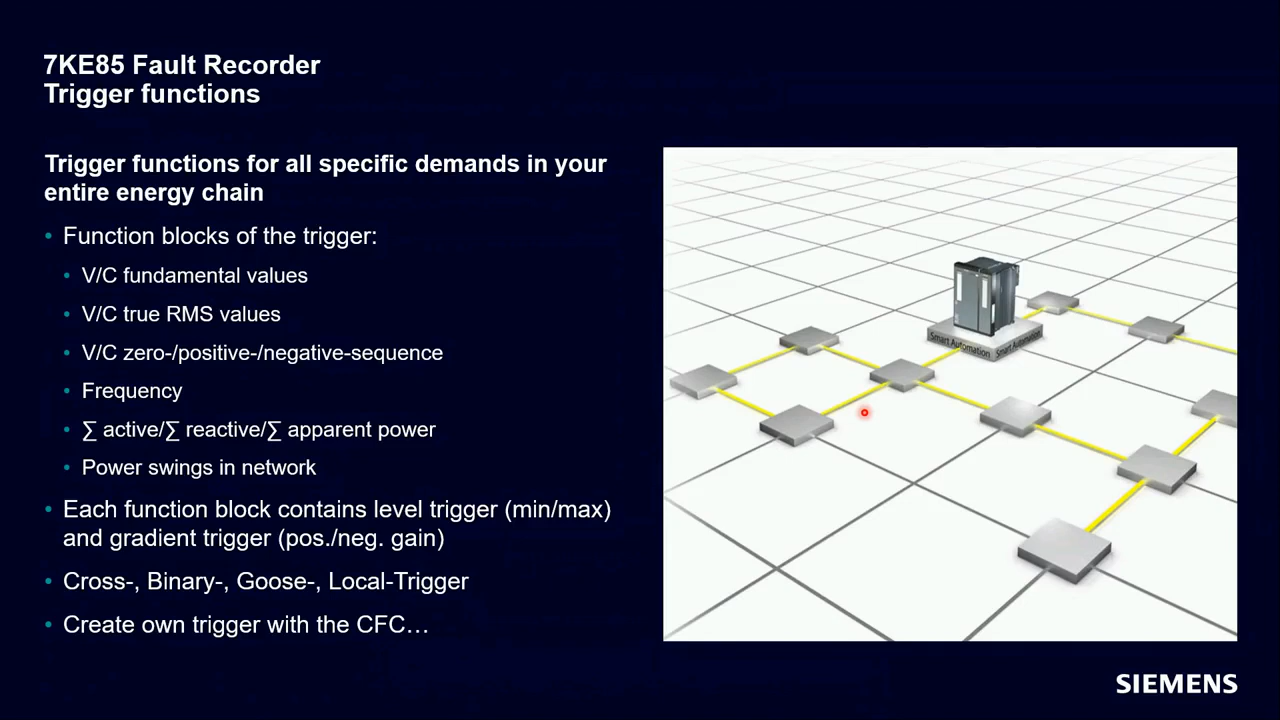 7KE85 Fault Recorder
Trigger functions
Trigger functions for all specific demands in your
entire energy chain
• Function blocks of the trigger:
• V/C fundamental values
• V/C true RMS values
• V/C zero-/positive-/negative-sequence
• Frequency
• ∑ active/∑ reactive/∑ apparent power
• Power swings in network
• Each function block contains level trigger (min/max)
and gradient trigger (pos./neg. gain)
• Cross-, Binary-, Goose-, Local-Trigger
• Create own trigger with the CFC…
Smart Automation Smart Automation
SIEMENS